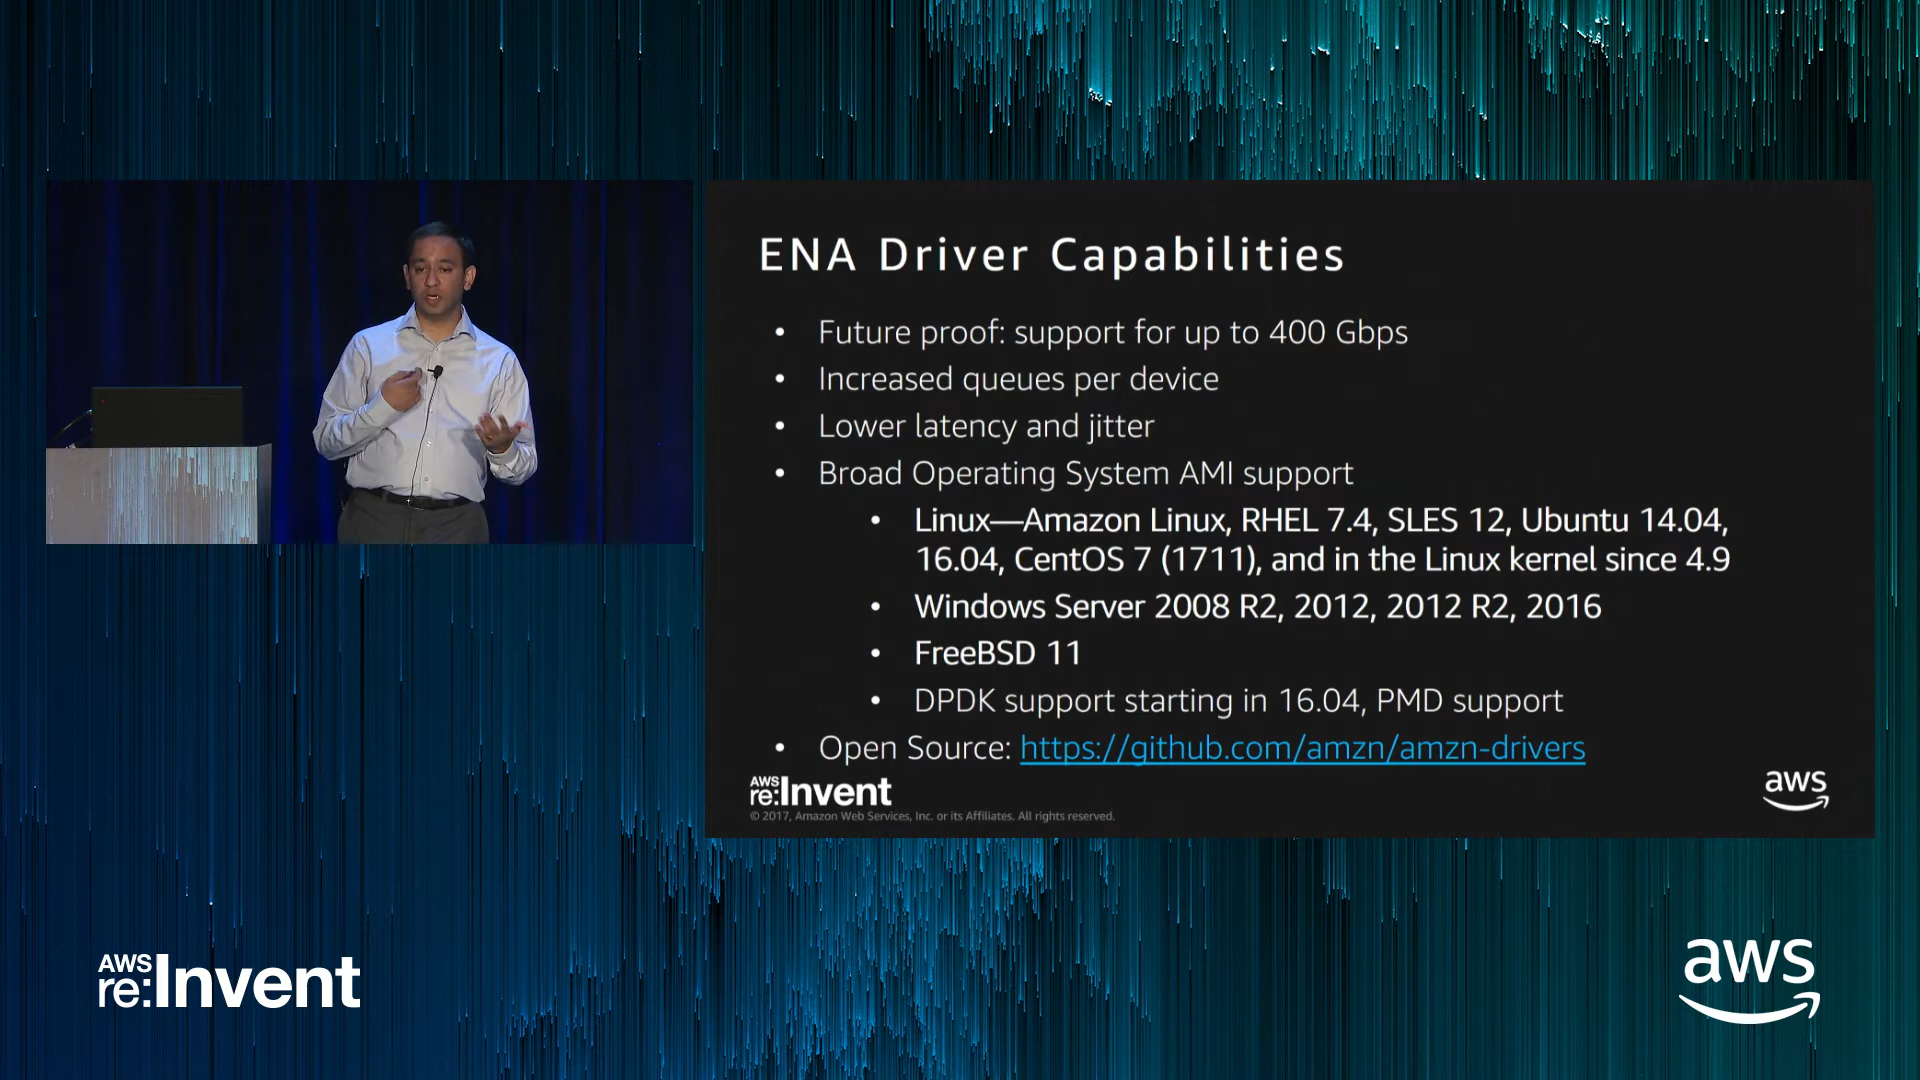 ENA Driver Capabilities
• Future proof: support for up to 400 Gbps
• Increased queues per device
• Lower latency and jitter
• Broad Operating System AMI support
• Linux—Amazon Linux, RHEL 7.4, SLES 12, Ubuntu 14.04,
16.04, CentOS 7 (1711), and in the Linux kernel since 4.9
• Windows Server 2008 R2, 2012, 2012 R2, 2016
• FreeBSD 11
• DPDK support starting in 16.04, PMD support
• Open Source: https://github.com/amzn/amzn-drivers
AWS
re:Invent
aws
© 2017, Amazon Web Services, Inc. or its Affiliates. All rights reserved.
AWS
re:Invent
aws